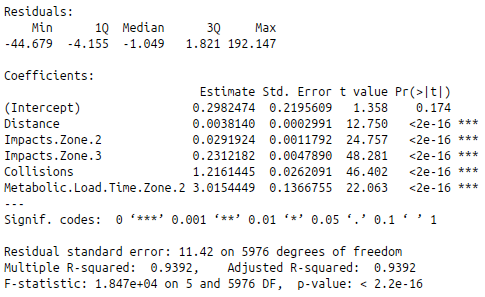 Residuals:
    Min      1Q  Median      3Q     Max
-44.679  -4.155  -1.049   1.821 192.147

Coefficients:
                           Estimate Std. Error t value Pr(>|t|)
(Intercept)               0.2982474  0.2195609   1.358    0.174
Distance                  0.0038140  0.0002991  12.750   <2e-16 ***
Impacts.Zone.2            0.0291924  0.0011792  24.757   <2e-16 ***
Impacts.Zone.3            0.2312182  0.0047890  48.281   <2e-16 ***
Collisions                1.2161445  0.0262091  46.402   <2e-16 ***
Metabolic.Load.Time.Zone.2 3.0154449  0.1366755  22.063   <2e-16 ***
---
Signif. codes:  0 ‘***’ 0.001 ‘**’ 0.01 ‘*’ 0.05 ‘.’ 0.1 ‘ ’ 1

Residual standard error: 11.42 on 5976 degrees of freedom
Multiple R-squared:  0.9392,    Adjusted R-squared:  0.9392
F-statistic: 1.847e+04 on 5 and 5976 DF,  p-value: < 2.2e-16